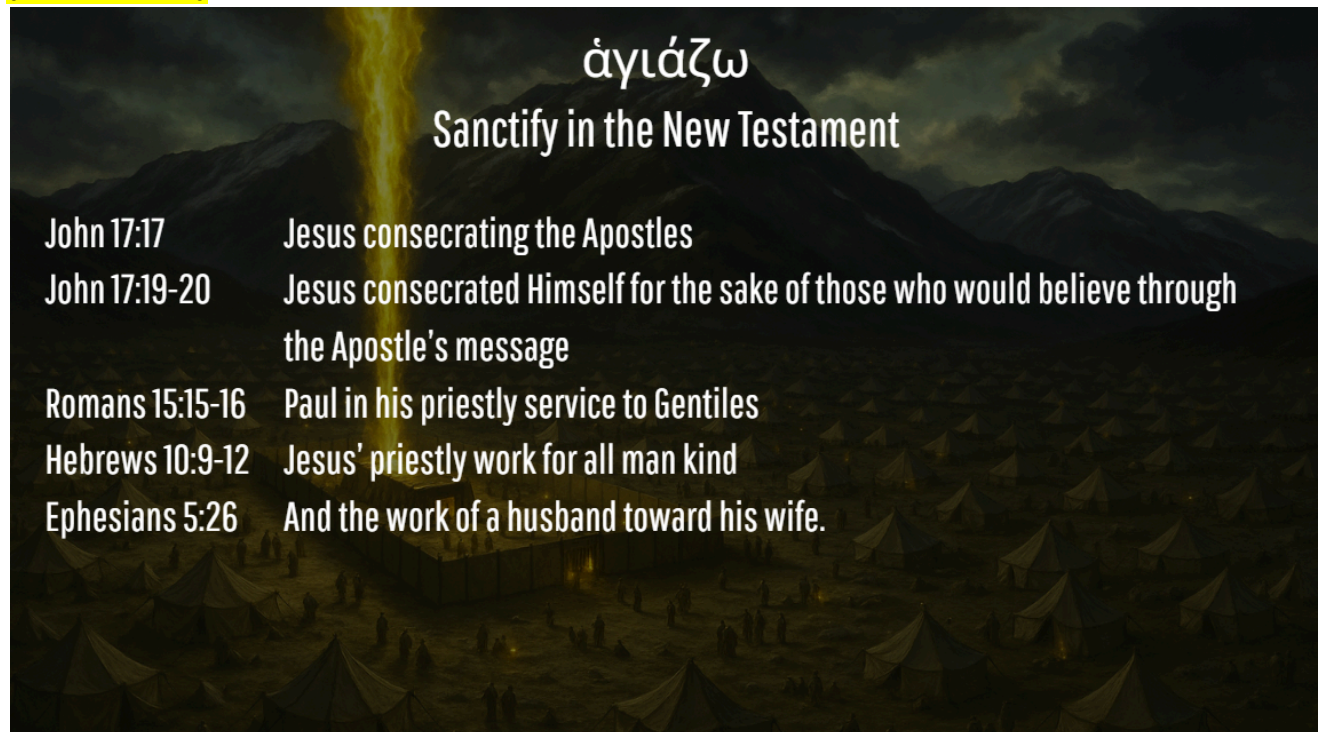 ἁγιάζω
Sanctify in the New Testament
John 17:17 Jesus consecrating the Apostles
John 17:19-20 Jesus consecrated Himself for the sake of those who would believe through
the Apostle's message
Romans 15:15-16 Paul in his priestly service to Gentiles
Hebrews 10:9-12 Jesus' priestly work for all man kind
Ephesians 5:26 And the work of a husband toward his wife.